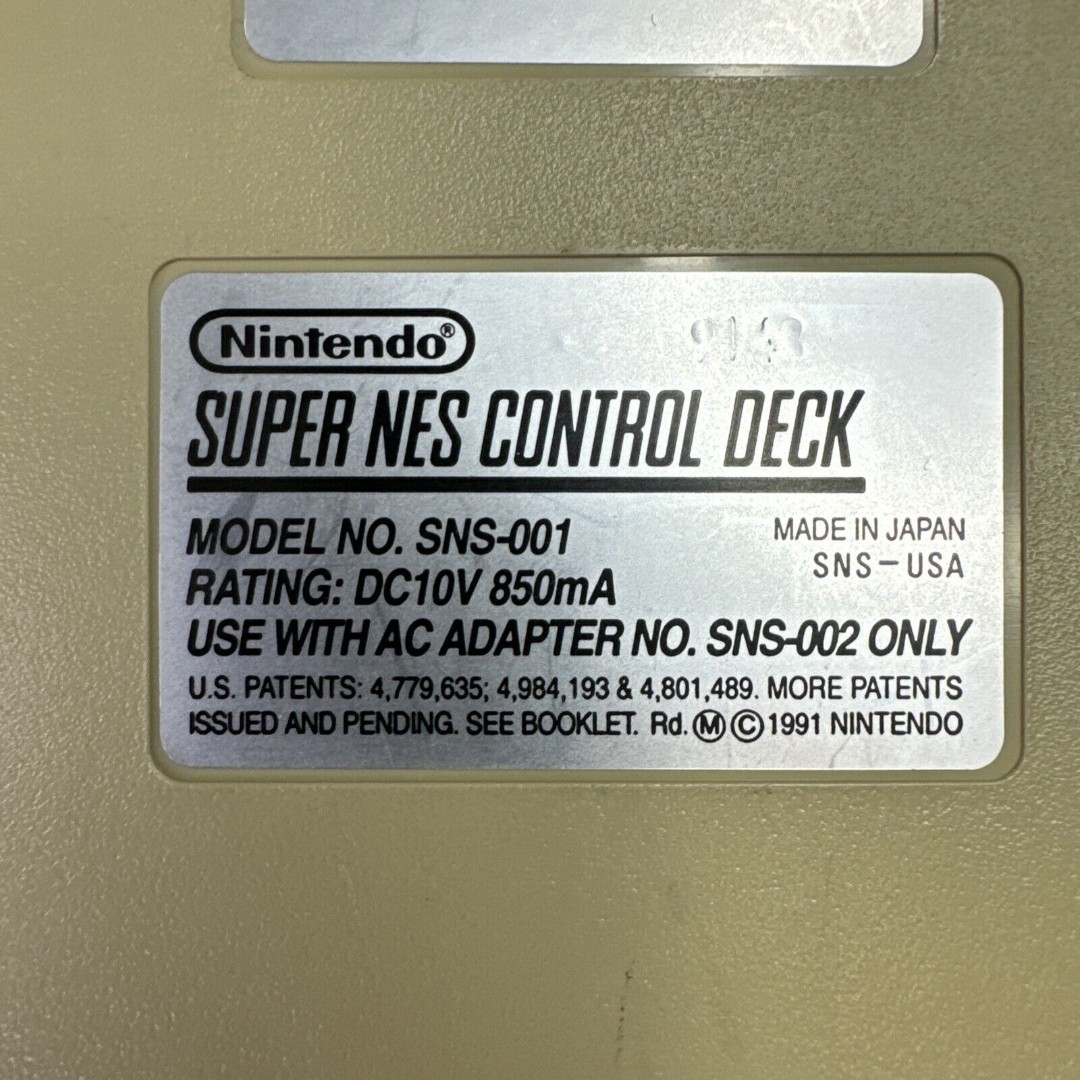 Nintendo®
9143
SUPER NES CONTROL DECK
MODEL NO. SNS-001
MADE IN JAPAN
SNS-USA
RATING: DC10V 850mA
USE WITH AC ADAPTER NO. SNS-002 ONLY
U.S. PATENTS: 4,779,635; 4,984,193 & 4,801,489. MORE PATENTS
ISSUED AND PENDING. SEE BOOKLET. Rd. Ⓜ © 1991 NINTENDO